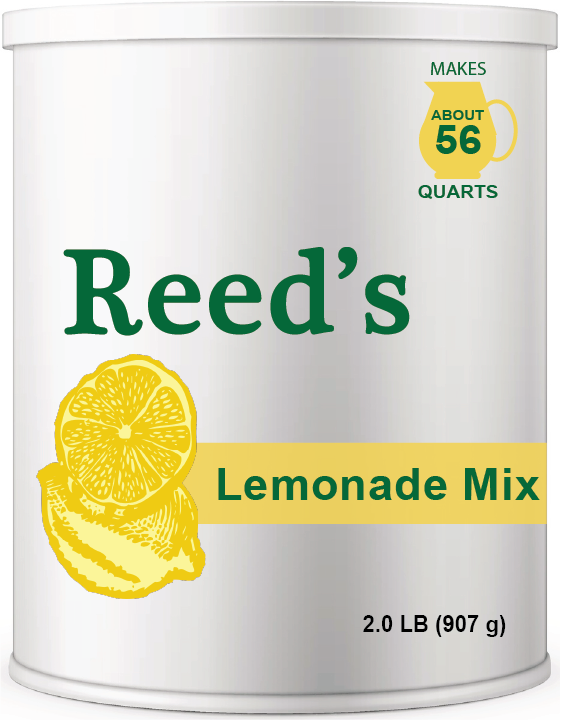 MAKES
ABOUT
56
QUARTS
Reed’s
Lemonade Mix
2.0 LB (907 g)